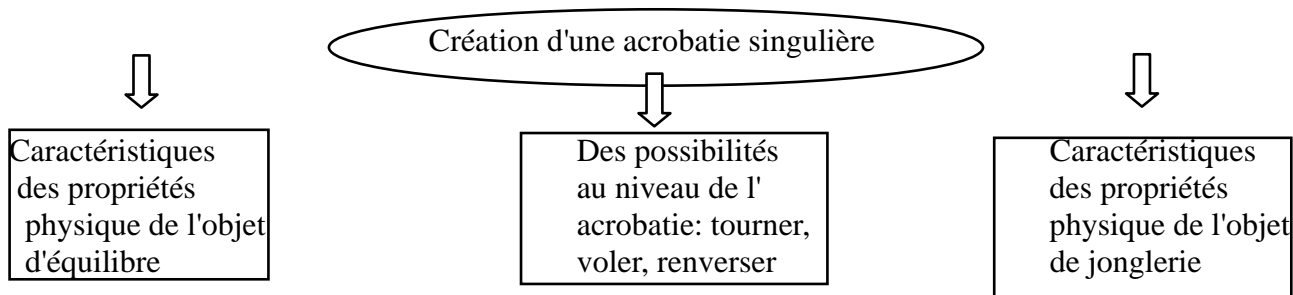 Création d'une acrobatie singulière
Caractéristiques
des propriétés
physique de l'objet
d'équilibre
Des possibilités
au niveau de l'
acrobatie: tourner,
voler, renverser
Caractéristiques
des propriétés
physique de l'objet
de jonglerie